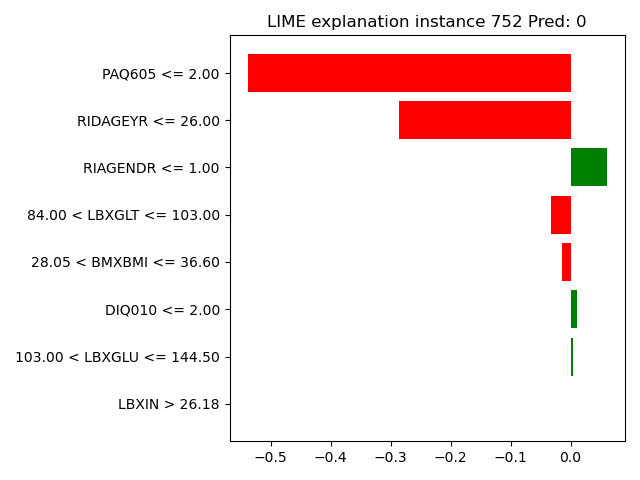 LIME explanation instance 752 Pred: 0
PAQ605 <= 2.00
RIDAGEYR <= 26.00
RIAGENDR <= 1.00
84.00 < LBXGLT <= 103.00
28.05 < BMXBMI <= 36.60
DIQ010 <= 2.00
103.00 < LBXGLU <= 144.50
LBXIN > 26.18
−0.5 −0.4 −0.3 −0.2 −0.1 0.0